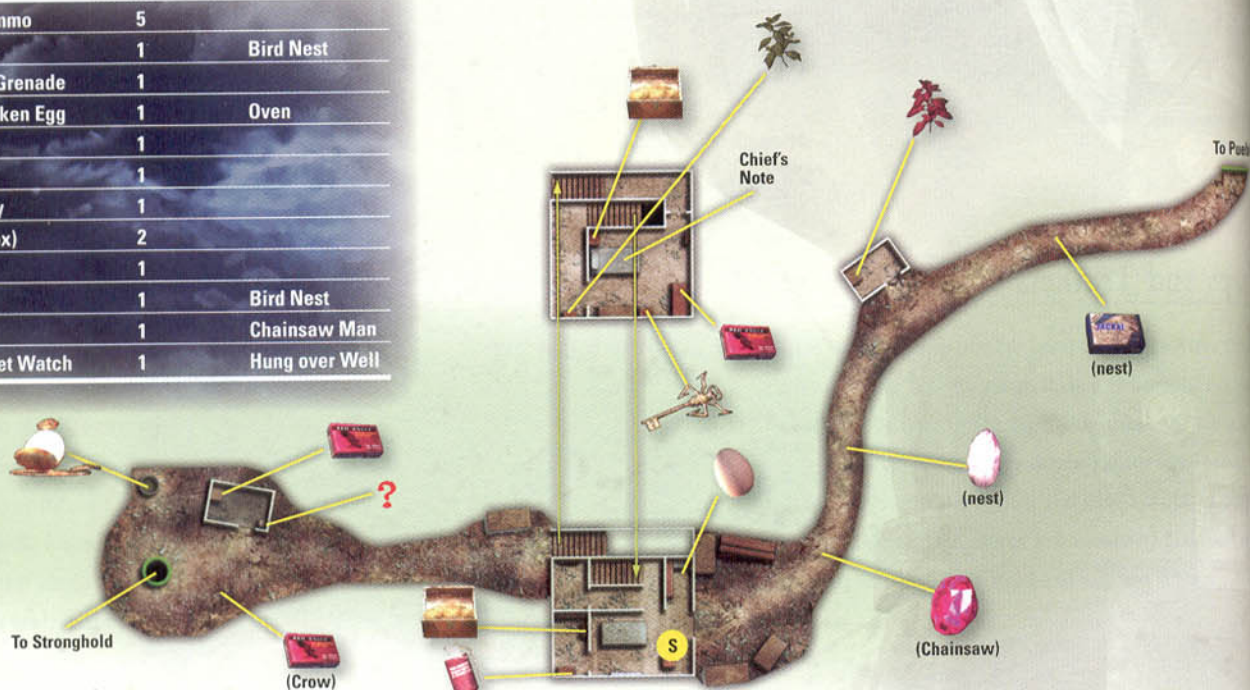 mmo 5
1 Bird Nest
Grenade 1
ken Egg 1 Oven
1
1
y 1
x) 2
1
1 Bird Nest
1 Chainsaw Man
et Watch 1 Hung over Well
Chief's
Note
To Pueb
(nest)
?
(nest)
To Stronghold
(Crow)
S
(Chainsaw)